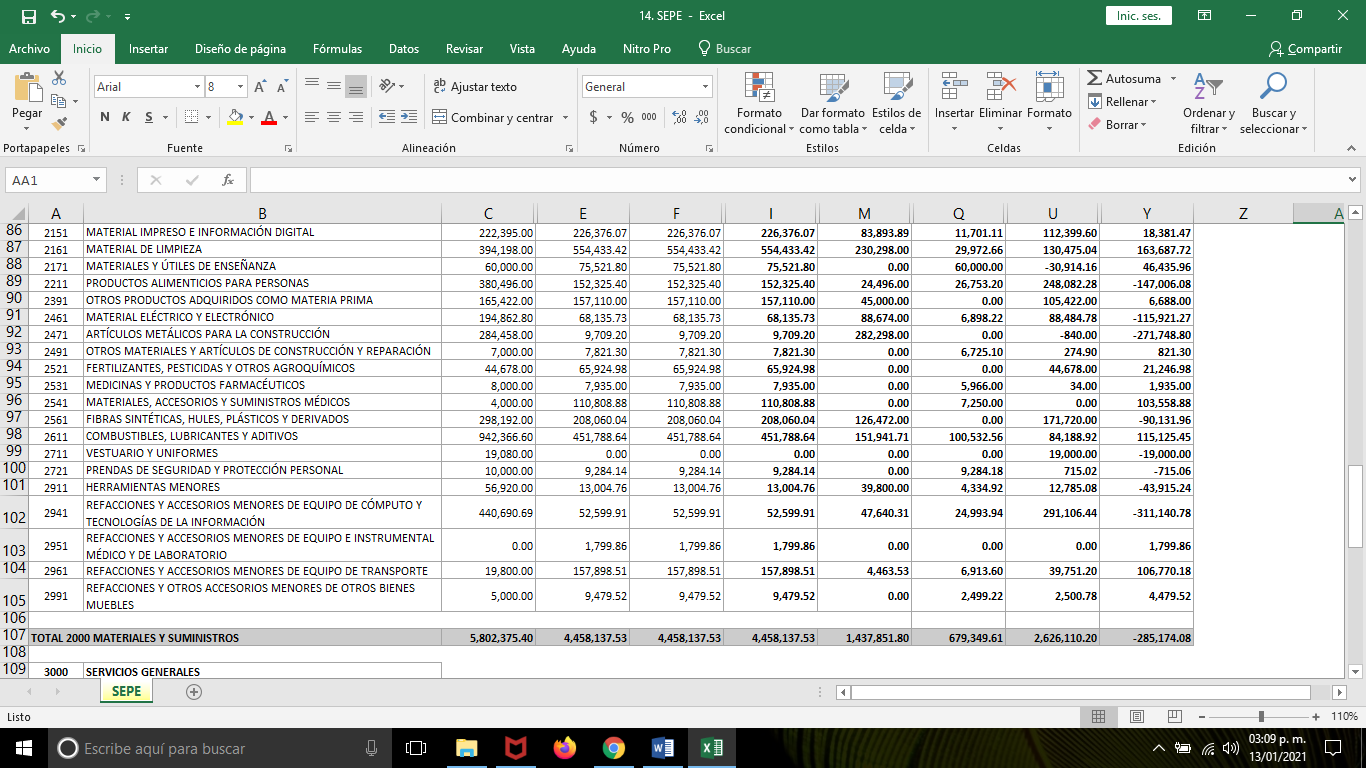 14. SEPE - Excel
Inic. ses.
Archivo Inicio Insertar Diseño de página Fórmulas Datos Revisar Vista Ayuda Nitro Pro Buscar Compartir
Pegar
Arial 8
N K S
Ajustar texto
Combinar y centrar
General
$ % 000
Formato condicional
Dar formato como tabla
Estilos de celda
Insertar Eliminar Formato
Autosuma
Rellenar
Borrar
Ordenar y filtrar
Buscar y seleccionar
Portapapeles Fuente Alineación Número Estilos Celdas Edición
AA1 fx
A B C E F I M Q U Y Z A
86 2151 MATERIAL IMPRESO E INFORMACIÓN DIGITAL 222,395.00 226,376.07 226,376.07 226,376.07 83,893.89 11,701.11 112,399.60 18,381.47
87 2161 MATERIAL DE LIMPIEZA 394,198.00 554,433.42 554,433.42 554,433.42 230,298.00 29,972.66 130,475.04 163,687.72
88 2171 MATERIALES Y ÚTILES DE ENSEÑANZA 60,000.00 75,521.80 75,521.80 75,521.80 0.00 60,000.00 -30,914.16 46,435.96
89 2211 PRODUCTOS ALIMENTICIOS PARA PERSONAS 380,496.00 152,325.40 152,325.40 152,325.40 24,496.00 26,753.20 248,082.28 -147,006.08
90 2391 OTROS PRODUCTOS ADQUIRIDOS COMO MATERIA PRIMA 165,422.00 157,110.00 157,110.00 157,110.00 45,000.00 0.00 105,422.00 6,688.00
91 2461 MATERIAL ELÉCTRICO Y ELECTRÓNICO 194,862.80 68,135.73 68,135.73 68,135.73 88,674.00 6,898.22 88,484.78 -115,921.27
92 2471 ARTÍCULOS METÁLICOS PARA LA CONSTRUCCIÓN 284,458.00 9,709.20 9,709.20 9,709.20 282,298.00 0.00 -840.00 -271,748.80
93 2491 OTROS MATERIALES Y ARTÍCULOS DE CONSTRUCCIÓN Y REPARACIÓN 7,000.00 7,821.30 7,821.30 7,821.30 0.00 6,725.10 274.90 821.30
94 2521 FERTILIZANTES, PESTICIDAS Y OTROS AGROQUÍMICOS 44,678.00 65,924.98 65,924.98 65,924.98 0.00 0.00 44,678.00 21,246.98
95 2531 MEDICINAS Y PRODUCTOS FARMACÉUTICOS 8,000.00 7,935.00 7,935.00 7,935.00 0.00 5,966.00 34.00 1,935.00
96 2541 MATERIALES, ACCESORIOS Y SUMINISTROS MÉDICOS 4,000.00 110,808.88 110,808.88 110,808.88 0.00 7,250.00 0.00 103,558.88
97 2561 FIBRAS SINTÉTICAS, HULES, PLÁSTICOS Y DERIVADOS 298,192.00 208,060.04 208,060.04 208,060.04 126,472.00 0.00 171,720.00 -90,131.96
98 2611 COMBUSTIBLES, LUBRICANTES Y ADITIVOS 942,366.60 451,788.64 451,788.64 451,788.64 151,941.71 100,532.56 84,188.92 115,125.45
99 2711 VESTUARIO Y UNIFORMES 19,080.00 0.00 0.00 0.00 0.00 0.00 19,000.00 -19,000.00
100 2721 PRENDAS DE SEGURIDAD Y PROTECCIÓN PERSONAL 10,000.00 9,284.14 9,284.14 9,284.14 0.00 9,284.18 715.02 -715.06
101 2911 HERRAMIENTAS MENORES 56,920.00 13,004.76 13,004.76 13,004.76 39,800.00 4,334.92 12,785.08 -43,915.24
102 2941 REFACCIONES Y ACCESORIOS MENORES DE EQUIPO DE CÓMPUTO Y
TECNOLOGÍAS DE LA INFORMACIÓN 440,690.69 52,599.91 52,599.91 52,599.91 47,640.31 24,993.94 291,106.44 -311,140.78
103 2951 REFACCIONES Y ACCESORIOS MENORES DE EQUIPO E INSTRUMENTAL
MÉDICO Y DE LABORATORIO 0.00 1,799.86 1,799.86 1,799.86 0.00 0.00 0.00 1,799.86
104 2961 REFACCIONES Y ACCESORIOS MENORES DE EQUIPO DE TRANSPORTE 19,800.00 157,898.51 157,898.51 157,898.51 4,463.53 6,913.60 39,751.20 106,770.18
105 2991 REFACCIONES Y OTROS ACCESORIOS MENORES DE OTROS BIENES
MUEBLES 5,000.00 9,479.52 9,479.52 9,479.52 0.00 2,499.22 2,500.78 4,479.52
106
107 TOTAL 2000 MATERIALES Y SUMINISTROS 5,802,375.40 4,458,137.53 4,458,137.53 4,458,137.53 1,437,851.80 679,349.61 2,626,110.20 -285,174.08
108
109 3000 SERVICIOS GENERALES
SEPE
Listo 110%
Escribe aquí para buscar
03:09 p. m.
13/01/2021